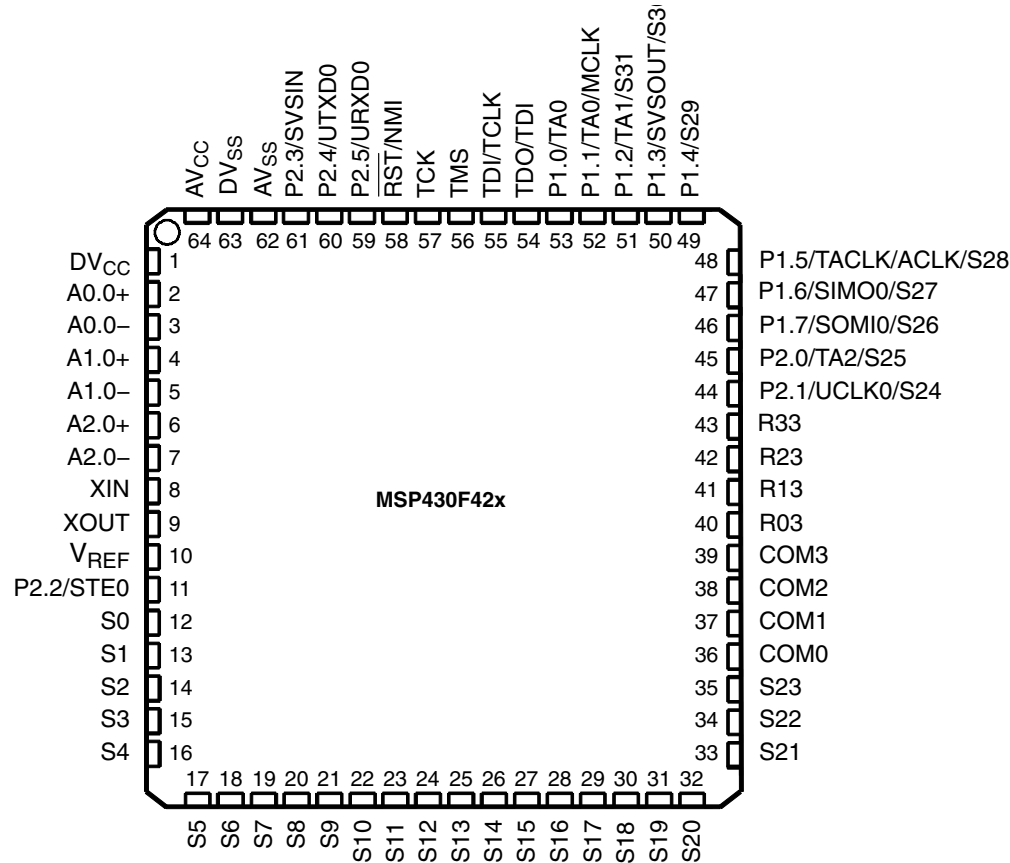 AVCC
DVSS
AVSS
P2.3/SVSIN
P2.4/UTXD0
P2.5/URXD0
RST/NMI
TCK
TMS
TDI/TCLK
TDO/TDI
P1.0/TA0
P1.1/TA0/MCLK
P1.2/TA1/S31
P1.3/SVSOUT/S30
P1.4/S29
64 63 62 61 60 59 58 57 56 55 54 53 52 51 50 49
DVCC 1
A0.0+ 2
A0.0− 3
A1.0+ 4
A1.0− 5
A2.0+ 6
A2.0− 7
XIN 8
XOUT 9
VREF 10
P2.2/STE0 11
S0 12
S1 13
S2 14
S3 15
S4 16
MSP430F42x
48 P1.5/TACLK/ACLK/S28
47 P1.6/SIMO0/S27
46 P1.7/SOMI0/S26
45 P2.0/TA2/S25
44 P2.1/UCLK0/S24
43 R33
42 R23
41 R13
40 R03
39 COM3
38 COM2
37 COM1
36 COM0
35 S23
34 S22
33 S21
17 18 19 20 21 22 23 24 25 26 27 28 29 30 31 32
S5
S6
S7
S8
S9
S10
S11
S12
S13
S14
S15
S16
S17
S18
S19
S20